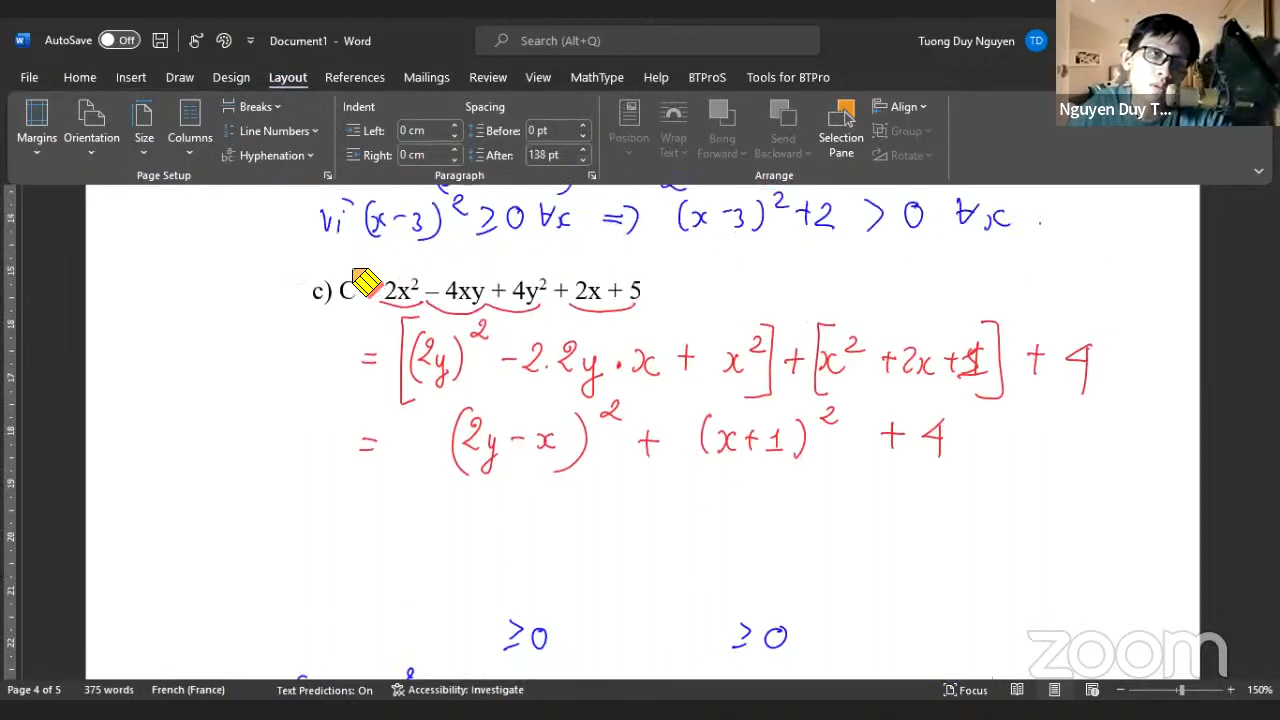 AutoSave Off Document1 - Word Search (Alt+Q) Tuong Duy Nguyen TD
File Home Insert Draw Design Layout References Mailings Review View MathType Help BTProS Tools for BTPro
Nguyen Duy T...
Margins Orientation Size Columns Breaks Line Numbers Hyphenation
Page Setup
Indent Spacing
Left: 0 cm Before: 0 pt
Right: 0 cm After: 138 pt
Paragraph
Position Wrap Text Bring Forward Send Backward Selection Pane Align Group Rotate
Arrange
vì (x-3)² ≥ 0 ∀x => (x-3)² + 2 > 0 ∀x .
c) C 2x² – 4xy + 4y² + 2x + 5
= [(2y)² - 2.2y.x + x²] + [x² + 2x + 1] + 4
= (2y - x)² + (x+1)² + 4
≥ 0 ≥ 0
zoom
Page 4 of 5 375 words French (France) Text Predictions: On Accessibility: Investigate Focus 150%